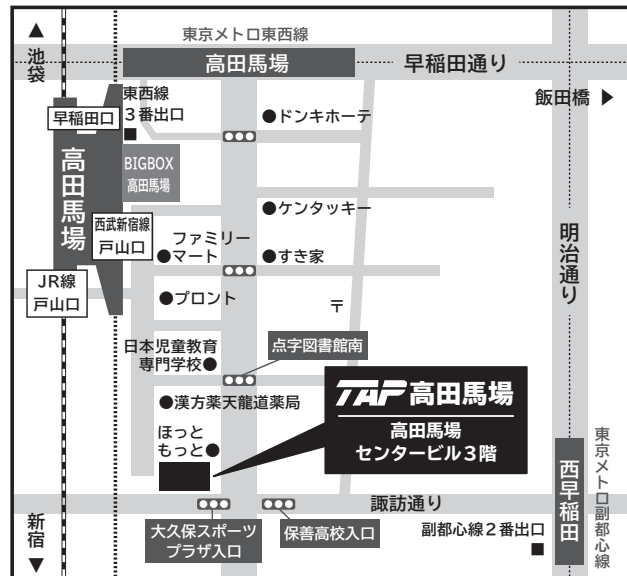 東京メトロ東西線
▲
池袋
高田馬場
早稲田通り
飯田橋 ▶
東西線
3番出口
■
早稲田口
●ドンキホーテ
高田馬場
BIGBOX
高田馬場
●ケンタッキー
西武新宿線
戸山口
ファミリー
●マート
●すき家
明治通り
JR線
戸山口
●プロント
〒
日本児童教育
専門学校●
点字図書館南
●漢方薬天龍道薬局
TAP高田馬場
高田馬場
センタービル3階
ほっと
もっと●
諏訪通り
西早稲田
東京メトロ副都心線
新宿
▼
大久保スポーツ
プラザ入口
保善高校入口
副都心線2番出口
■